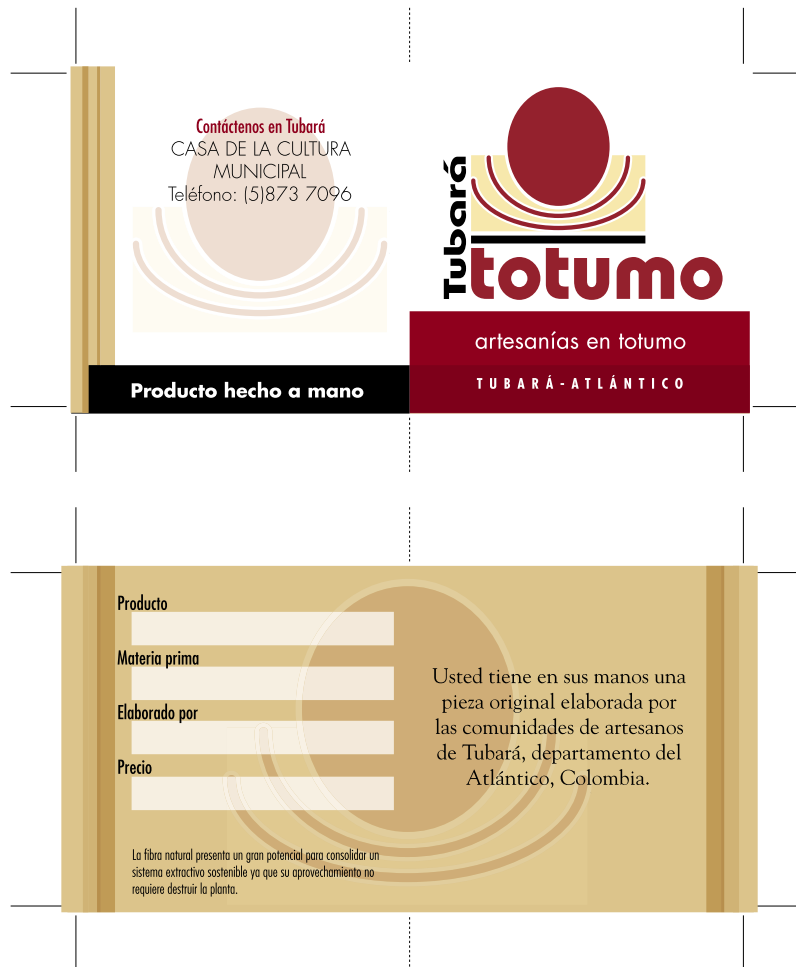 Contáctenos en Tubará
CASA DE LA CULTURA
MUNICIPAL
Teléfono: (5)873 7096
Producto hecho a mano
Tubará
totumo
artesanías en totumo
TUBARÁ-ATLÁNTICO
Producto
Materia prima
Elaborado por
Precio
La fibra natural presenta un gran potencial para consolidar un
sistema extractivo sostenible ya que su aprovechamiento no
requiere destruir la planta.
Usted tiene en sus manos una
pieza original elaborada por
las comunidades de artesanos
de Tubará, departamento del
Atlántico, Colombia.